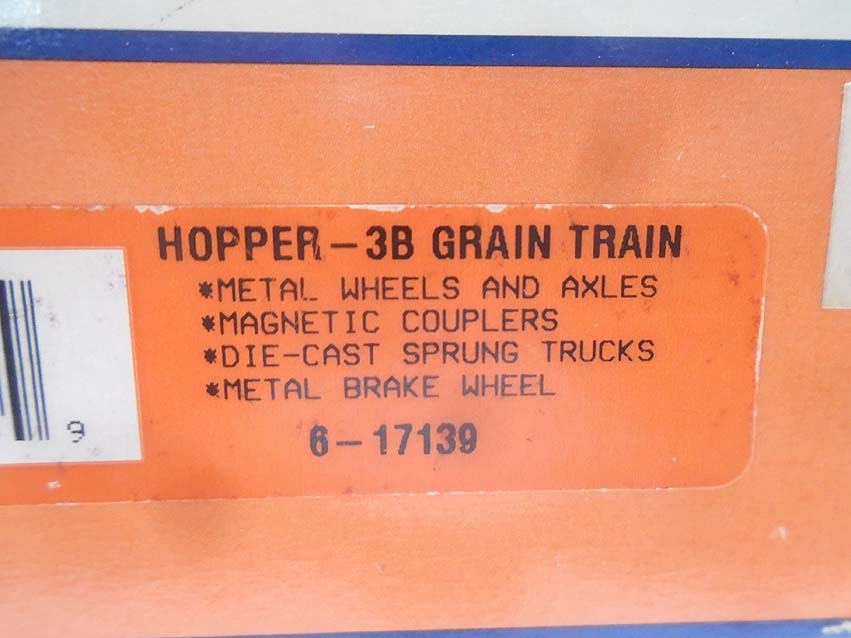 HOPPER-3B GRAIN TRAIN
*METAL WHEELS AND AXLES
*MAGNETIC COUPLERS
*DIE-CAST SPRUNG TRUCKS
*METAL BRAKE WHEEL
6-17139
9